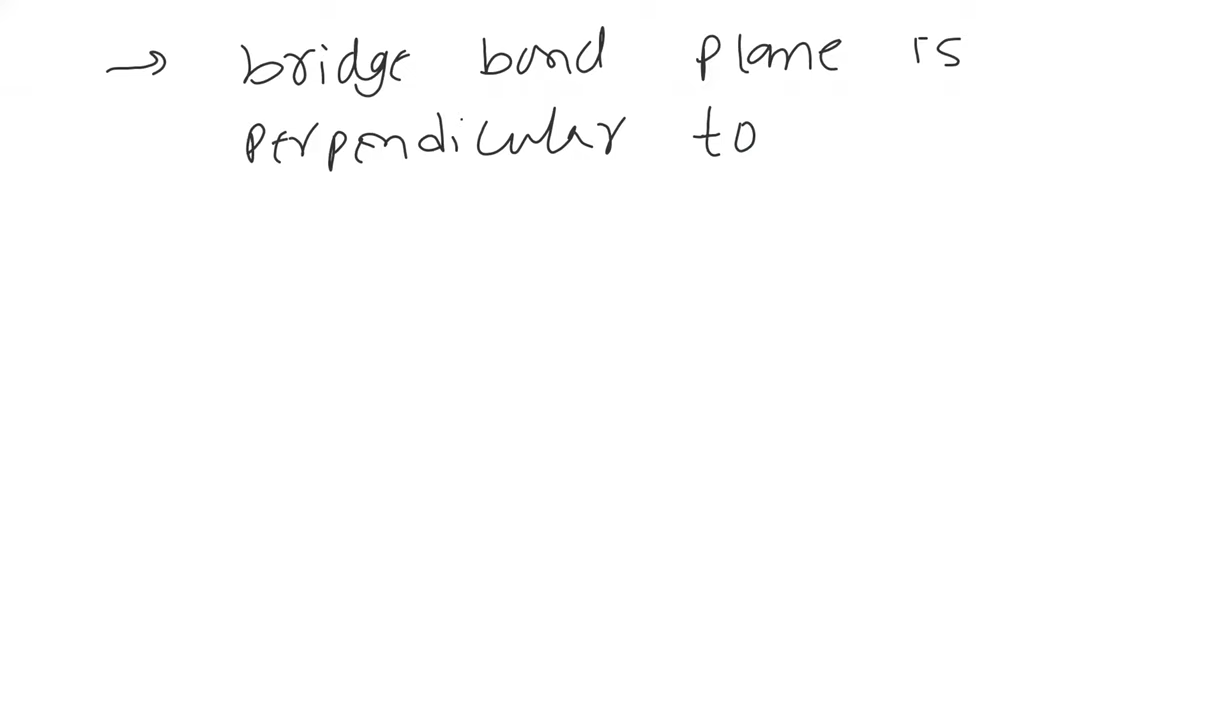 → bridge bond plane is
perpendicular to